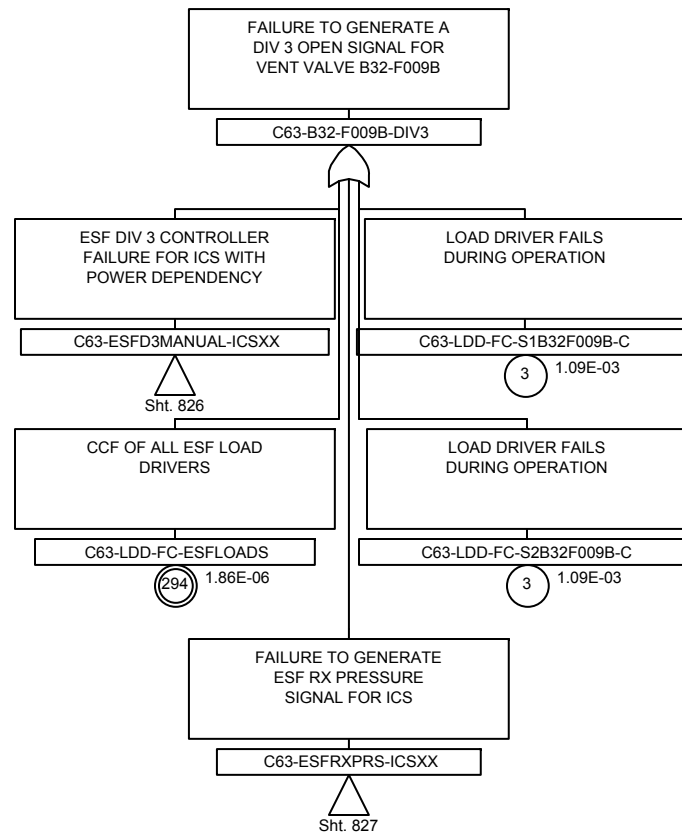 FAILURE TO GENERATE A
DIV 3 OPEN SIGNAL FOR
VENT VALVE B32-F009B
C63-B32-F009B-DIV3
ESF DIV 3 CONTROLLER
FAILURE FOR ICS WITH
POWER DEPENDENCY
C63-ESFD3MANUAL-ICSXX
Sht. 826
LOAD DRIVER FAILS
DURING OPERATION
C63-LDD-FC-S1B32F009B-C
3
1.09E-03
CCF OF ALL ESF LOAD
DRIVERS
C63-LDD-FC-ESFLOADS
294
1.86E-06
LOAD DRIVER FAILS
DURING OPERATION
C63-LDD-FC-S2B32F009B-C
3
1.09E-03
FAILURE TO GENERATE
ESF RX PRESSURE
SIGNAL FOR ICS
C63-ESFRXPRS-ICSXX
Sht. 827